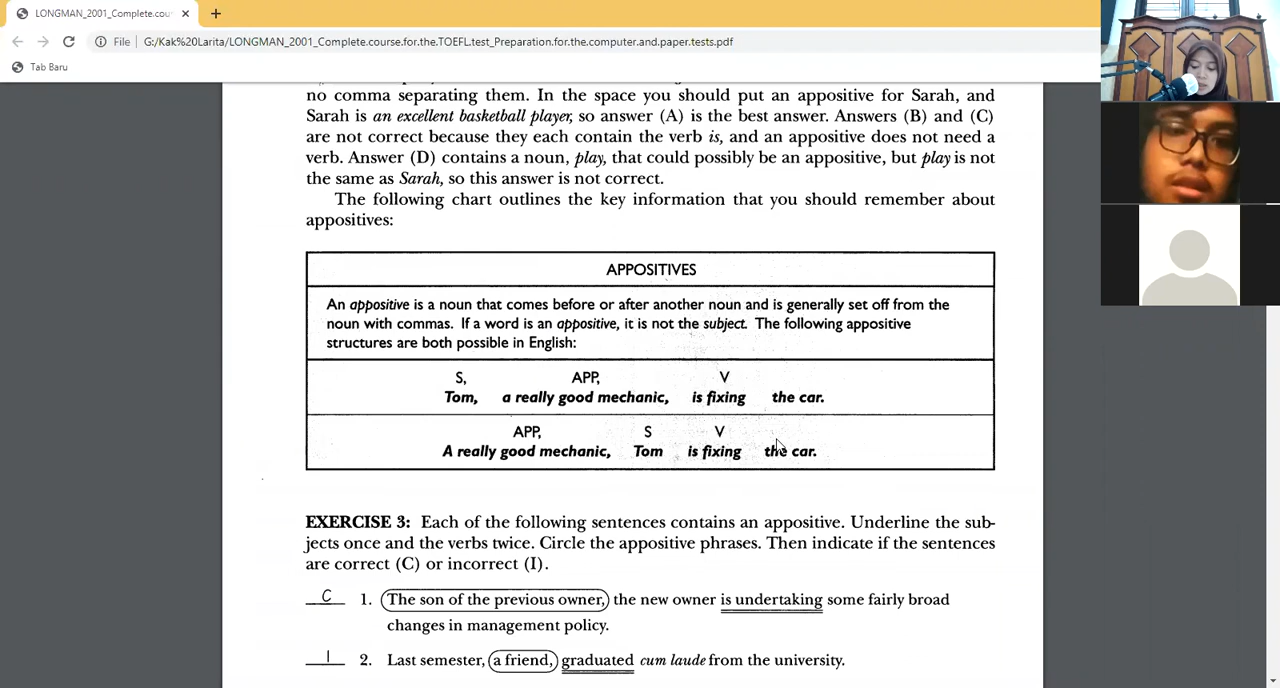 LONGMAN_2001_Complete.cou
File
G:/Kak%20Larita/LONGMAN_2001_Complete.course.for.the.TOEFL.test_Preparation.for.the.computer.and.paper.tests.pdf
Tab Baru
no comma separating them. In the space you should put an appositive for Sarah, and
Sarah is an excellent basketball player, so answer (A) is the best answer. Answers (B) and (C)
are not correct because they each contain the verb is, and an appositive does not need a
verb. Answer (D) contains a noun, play, that could possibly be an appositive, but play is not
the same as Sarah, so this answer is not correct.
The following chart outlines the key information that you should remember about
appositives:
APPOSITIVES
An appositive is a noun that comes before or after another noun and is generally set off from the
noun with commas. If a word is an appositive, it is not the subject. The following appositive
structures are both possible in English:
S, APP, V
Tom, a really good mechanic, is fixing the car.
APP, S V
A really good mechanic, Tom is fixing the car.
EXERCISE 3: Each of the following sentences contains an appositive. Underline the sub-
jects once and the verbs twice. Circle the appositive phrases. Then indicate if the sentences
are correct (C) or incorrect (I).
C 1. The son of the previous owner, the new owner is undertaking some fairly broad
changes in management policy.
I 2. Last semester, a friend, graduated cum laude from the university.